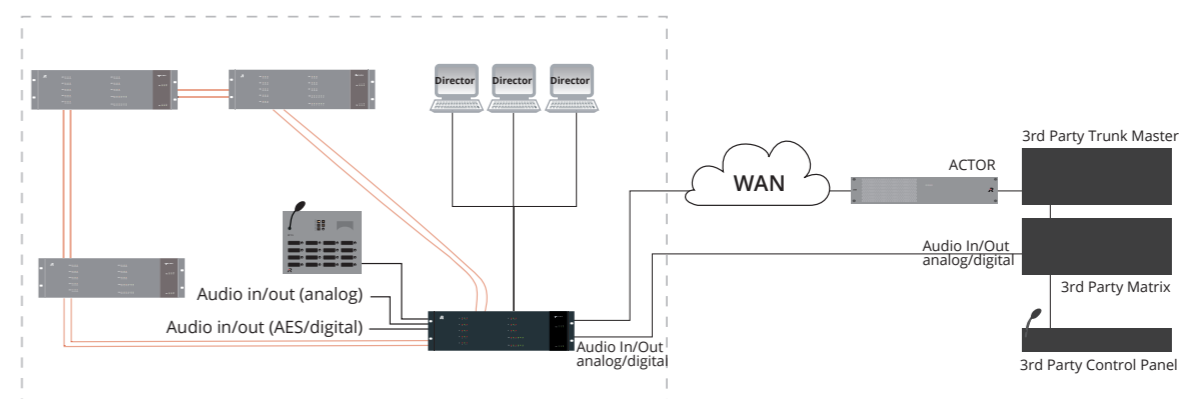 Director
Director
Director
3rd Party Trunk Master
ACTOR
WAN
Audio In/Out
analog/digital
3rd Party Matrix
Audio in/out (analog)
Audio in/out (AES/digital)
Audio In/Out
analog/digital
3rd Party Control Panel